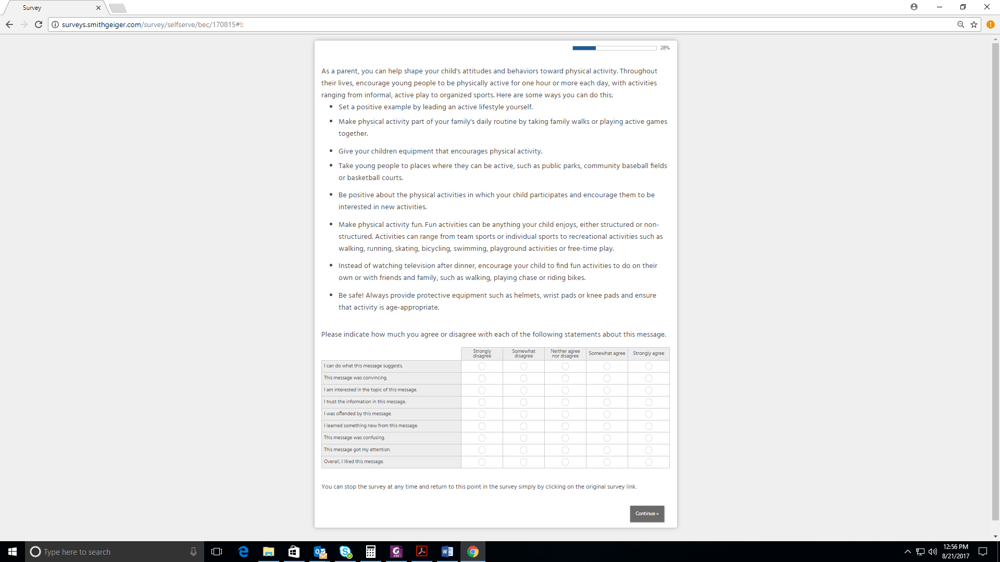 Survey
surveys.smithgeiger.com/survey/selfserve/bec/170815#!:
28%
As a parent, you can help shape your child's attitudes and behaviors toward physical activity. Throughout
their lives, encourage young people to be physically active for one hour or more each day, with activities
ranging from informal, active play to organized sports. Here are some ways you can do this:
• Set a positive example by leading an active lifestyle yourself.
• Make physical activity part of your family's daily routine by taking family walks or playing active games
together.
• Give your children equipment that encourages physical activity.
• Take young people to places where they can be active, such as public parks, community baseball fields
or basketball courts.
• Be positive about the physical activities in which your child participates and encourage them to be
interested in new activities.
• Make physical activity fun. Fun activities can be anything your child enjoys, either structured or non-
structured. Activities can range from team sports or individual sports to recreational activities such as
walking, running, skating, bicycling, swimming, playground activities or free-time play.
• Instead of watching television after dinner, encourage your child to find fun activities to do on their
own or with friends and family, such as walking, playing chase or riding bikes.
• Be safe! Always provide protective equipment such as helmets, wrist pads or knee pads and ensure
that activity is age-appropriate.
Please indicate how much you agree or disagree with each of the following statements about this message.
Strongly disagree Somewhat disagree Neither agree nor disagree Somewhat agree Strongly agree
I can do what this message suggests.
This message was convincing.
I am interested in the topic of this message.
I trust the information in this message.
I was offended by this message.
I learned something new from this message.
This message was confusing.
This message got my attention.
Overall, I liked this message.
You can stop the survey at any time and return to this point in the survey simply by clicking on the original survey link.
Continue »
Type here to search
12:56 PM
8/21/2017